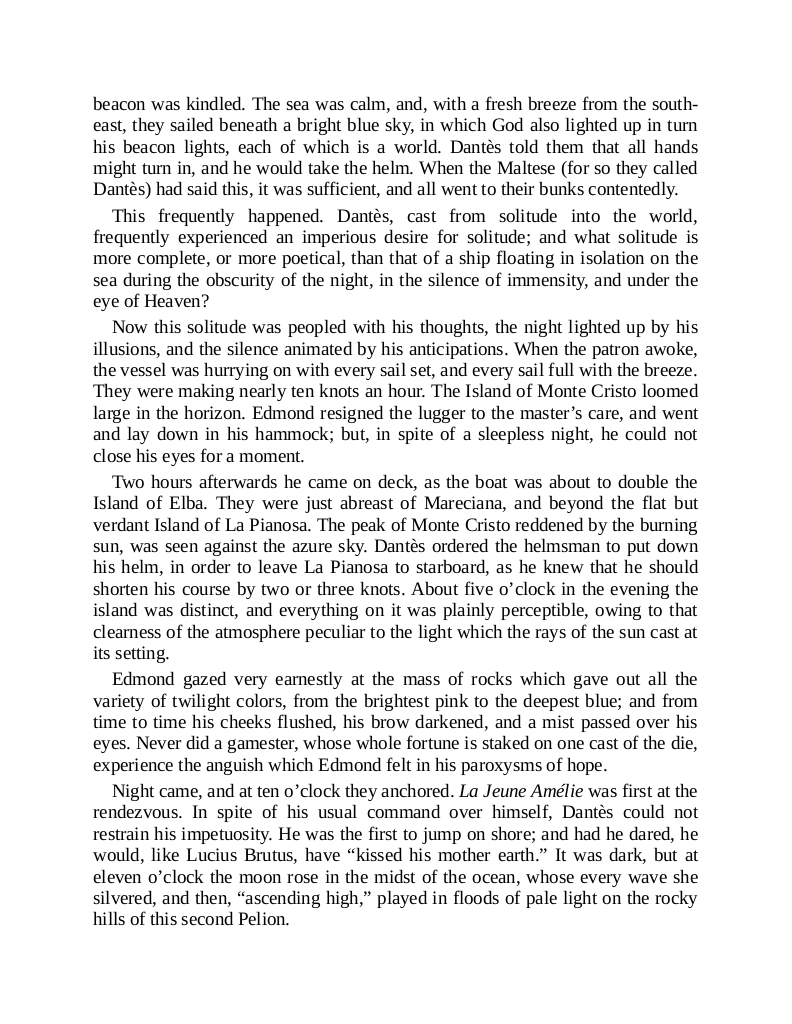 beacon was kindled. The sea was calm, and, with a fresh breeze from the south-
east, they sailed beneath a bright blue sky, in which God also lighted up in turn
his beacon lights, each of which is a world. Dantès told them that all hands
might turn in, and he would take the helm. When the Maltese (for so they called
Dantès) had said this, it was sufficient, and all went to their bunks contentedly.
This frequently happened. Dantès, cast from solitude into the world,
frequently experienced an imperious desire for solitude; and what solitude is
more complete, or more poetical, than that of a ship floating in isolation on the
sea during the obscurity of the night, in the silence of immensity, and under the
eye of Heaven?
Now this solitude was peopled with his thoughts, the night lighted up by his
illusions, and the silence animated by his anticipations. When the patron awoke,
the vessel was hurrying on with every sail set, and every sail full with the breeze.
They were making nearly ten knots an hour. The Island of Monte Cristo loomed
large in the horizon. Edmond resigned the lugger to the master’s care, and went
and lay down in his hammock; but, in spite of a sleepless night, he could not
close his eyes for a moment.
Two hours afterwards he came on deck, as the boat was about to double the
Island of Elba. They were just abreast of Mareciana, and beyond the flat but
verdant Island of La Pianosa. The peak of Monte Cristo reddened by the burning
sun, was seen against the azure sky. Dantès ordered the helmsman to put down
his helm, in order to leave La Pianosa to starboard, as he knew that he should
shorten his course by two or three knots. About five o’clock in the evening the
island was distinct, and everything on it was plainly perceptible, owing to that
clearness of the atmosphere peculiar to the light which the rays of the sun cast at
its setting.
Edmond gazed very earnestly at the mass of rocks which gave out all the
variety of twilight colors, from the brightest pink to the deepest blue; and from
time to time his cheeks flushed, his brow darkened, and a mist passed over his
eyes. Never did a gamester, whose whole fortune is staked on one cast of the die,
experience the anguish which Edmond felt in his paroxysms of hope.
Night came, and at ten o’clock they anchored. La Jeune Amélie was first at the
rendezvous. In spite of his usual command over himself, Dantès could not
restrain his impetuosity. He was the first to jump on shore; and had he dared, he
would, like Lucius Brutus, have “kissed his mother earth.” It was dark, but at
eleven o’clock the moon rose in the midst of the ocean, whose every wave she
silvered, and then, “ascending high,” played in floods of pale light on the rocky
hills of this second Pelion.